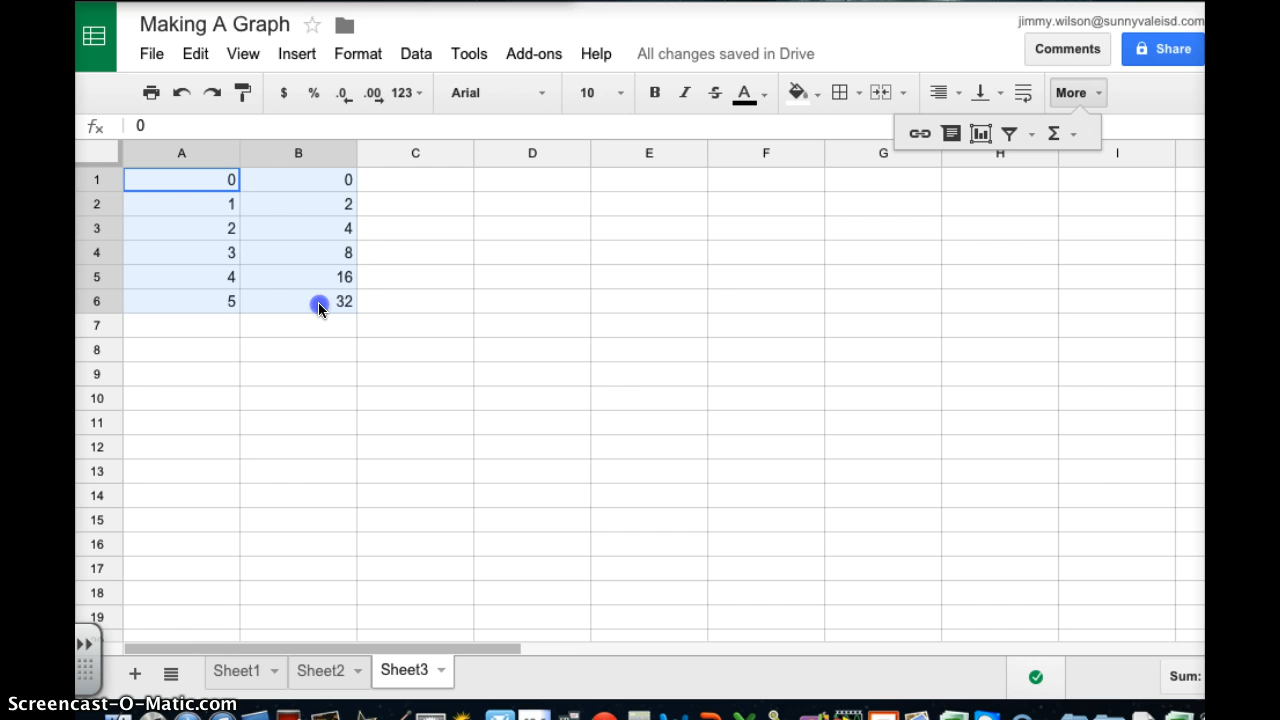 Making A Graph
jimmy.wilson@sunnyvaleisd.com
File Edit View Insert Format Data Tools Add-ons Help All changes saved in Drive
Comments Share
$ % .0 .00 123 Arial 10 B I S A More
fx 0
Σ
A B C D E F G H I
1 0 0
2 1 2
3 2 4
4 3 8
5 4 16
6 5 32
7
8
9
10
11
12
13
14
15
16
17
18
19
+ Sheet1 Sheet2 Sheet3 Sum:
Screencast-O-Matic.com